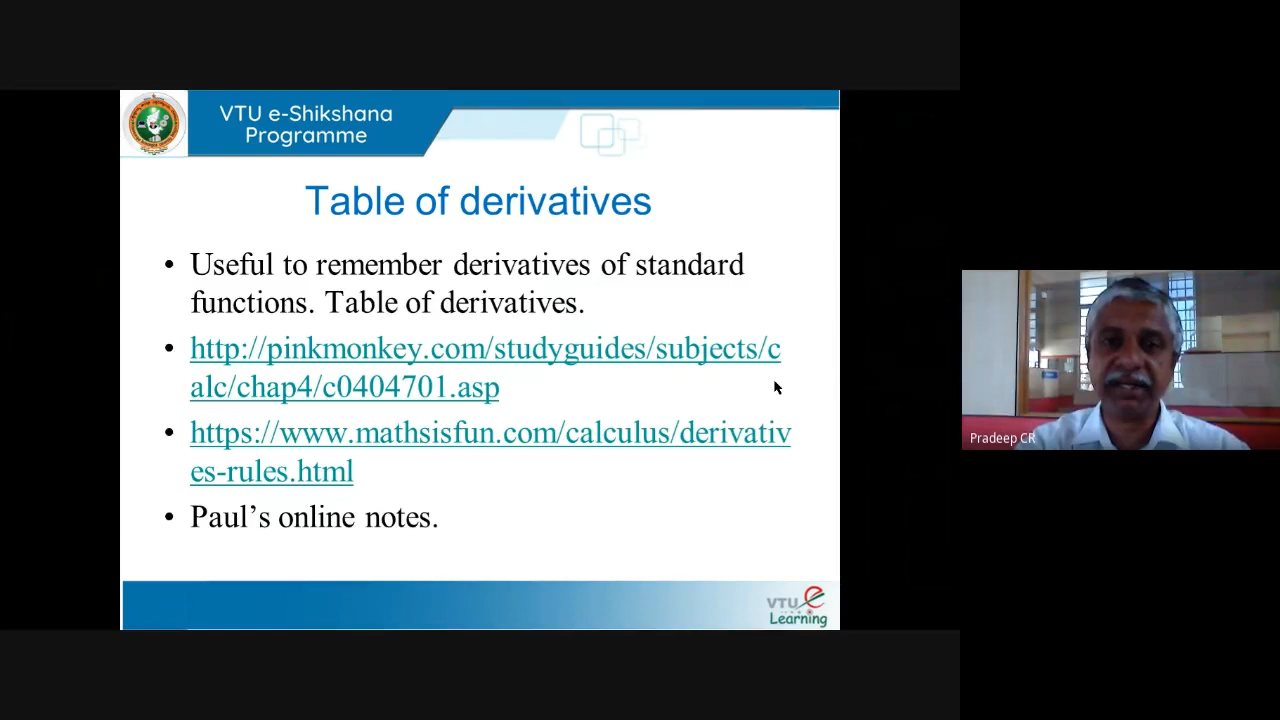 VTU e-Shikshana
Programme
Table of derivatives
• Useful to remember derivatives of standard
functions. Table of derivatives.
• http://pinkmonkey.com/studyguides/subjects/c
alc/chap4/c0404701.asp
• https://www.mathsisfun.com/calculus/derivativ
es-rules.html
• Paul’s online notes.
VTU e
Learning
Pradeep CR